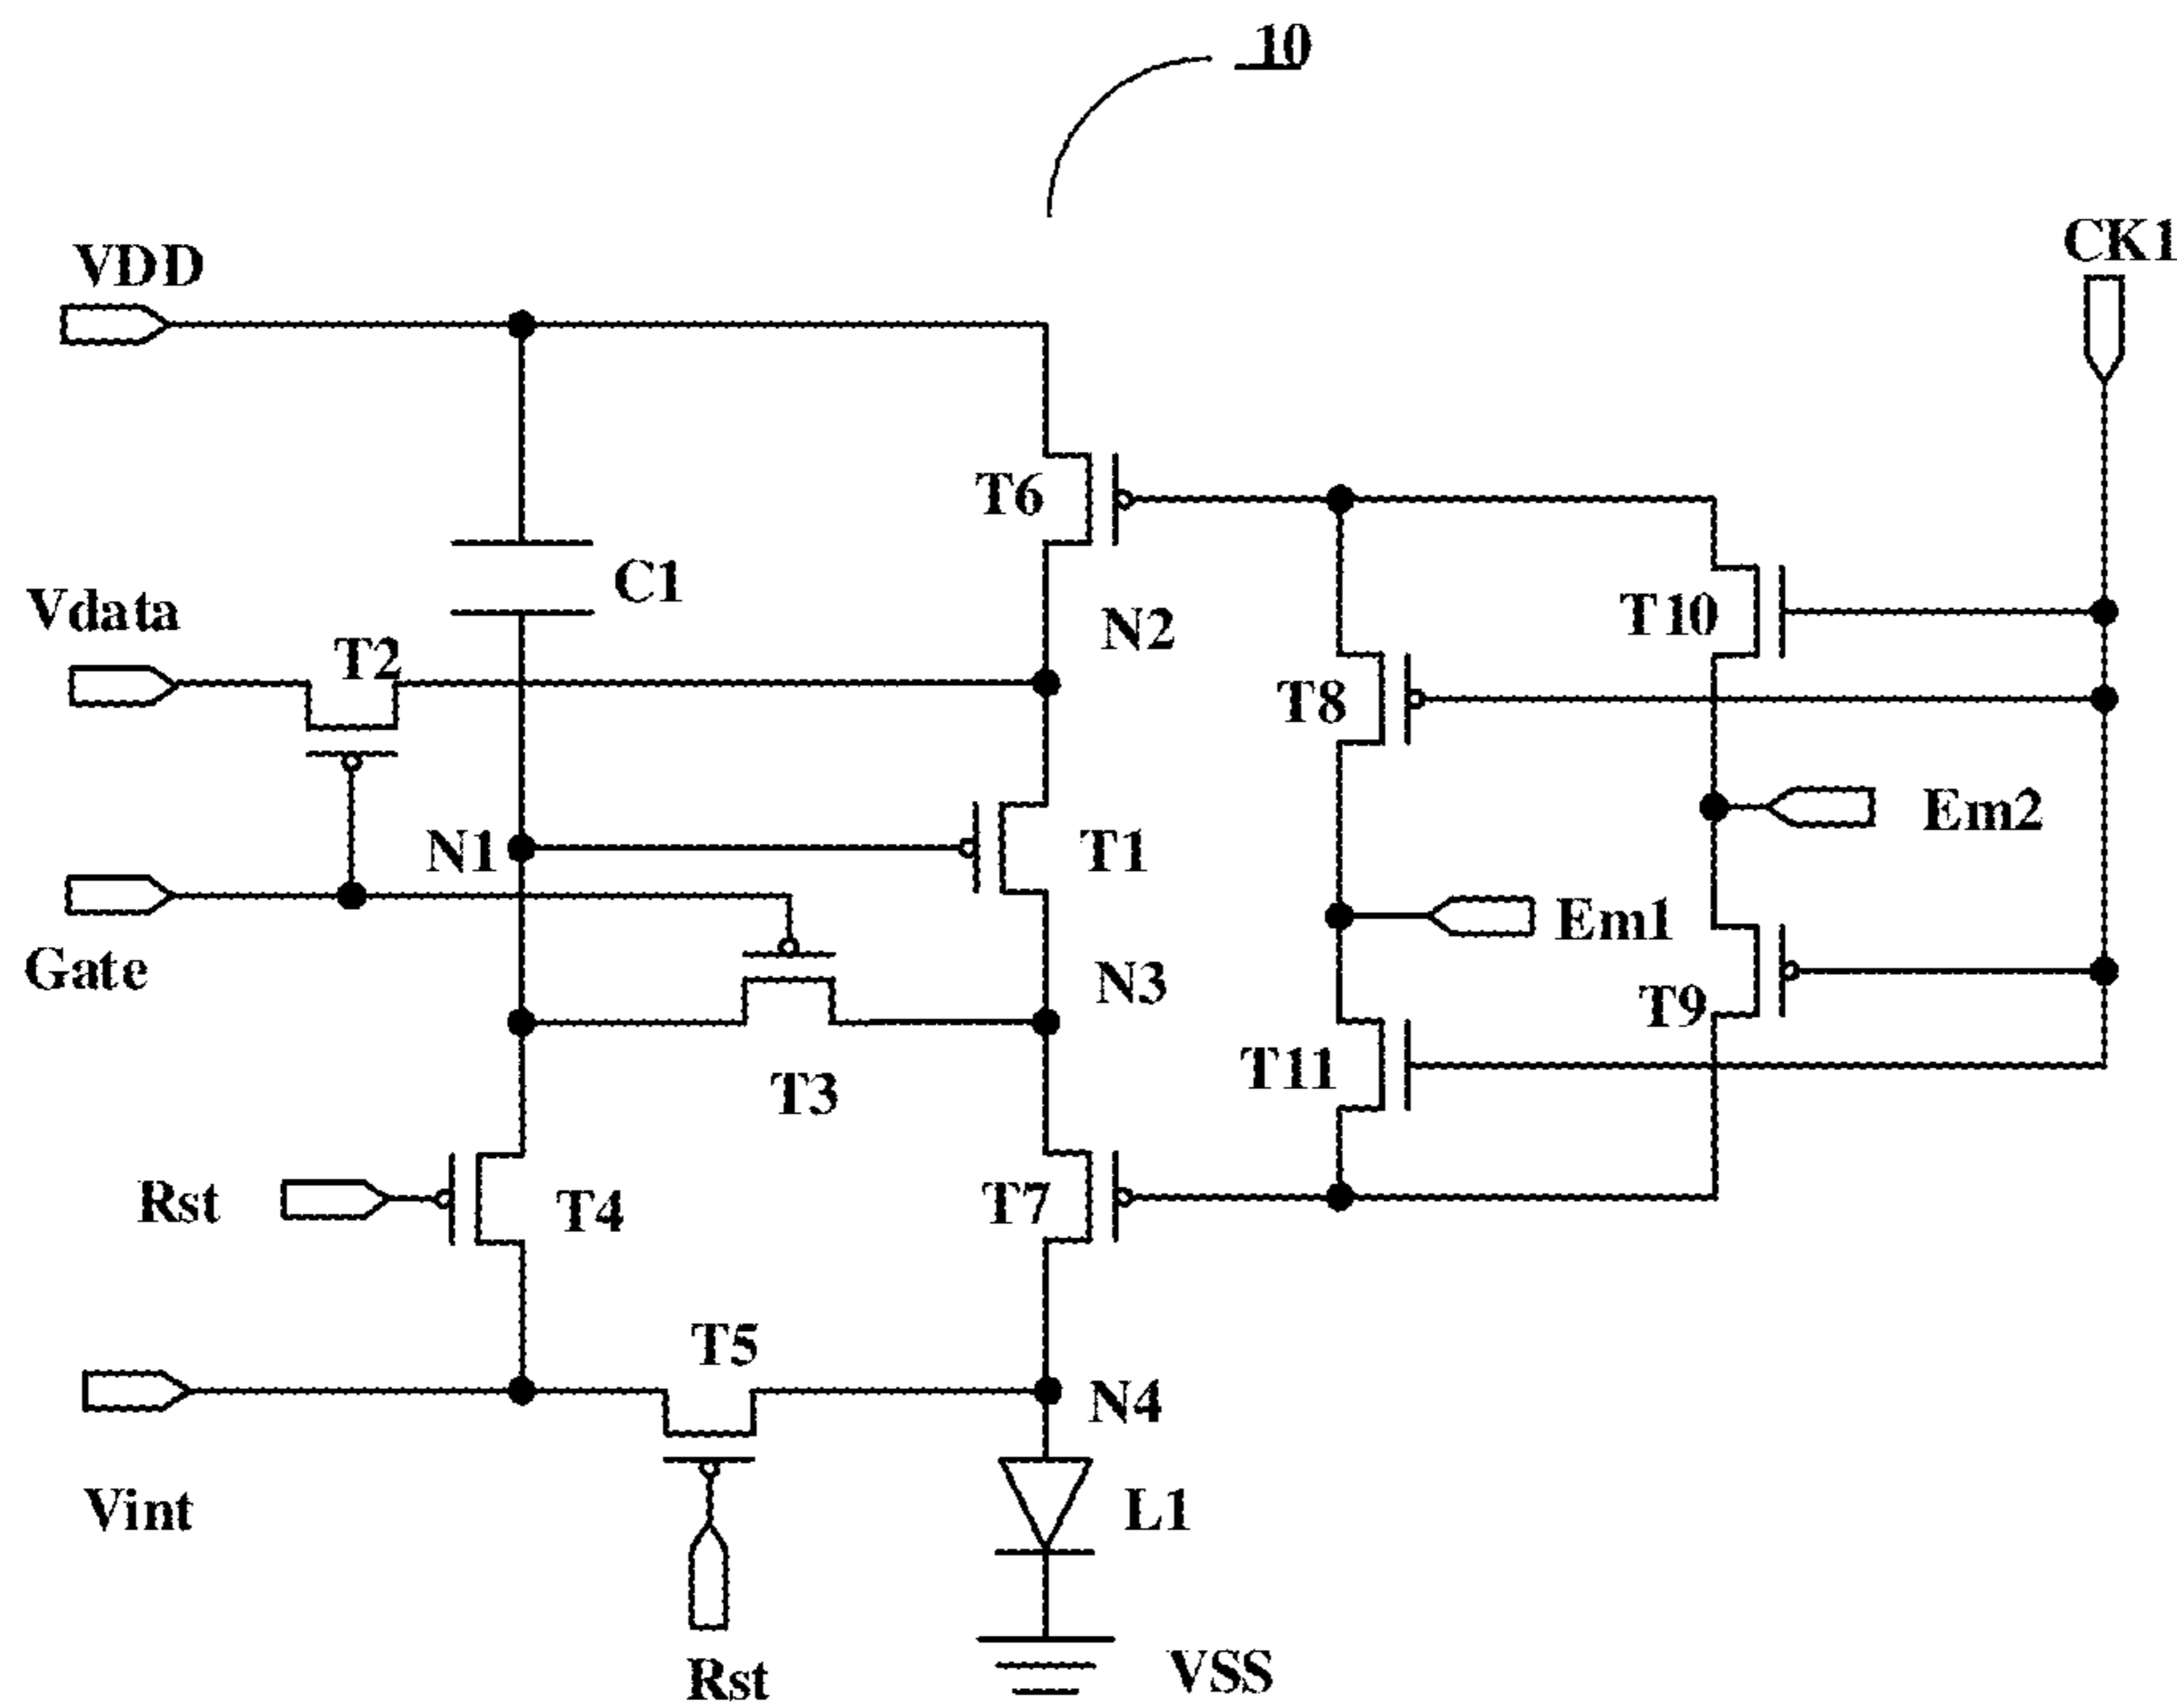 10
CK1
VDD
T6
C1
Vdata
T2
N2
T10
T8
Em2
N1
T1
Em1
Gate
N3
T9
T11
T3
Rst
T4
T7
T5
N4
Vint
L1
Rst
VSS